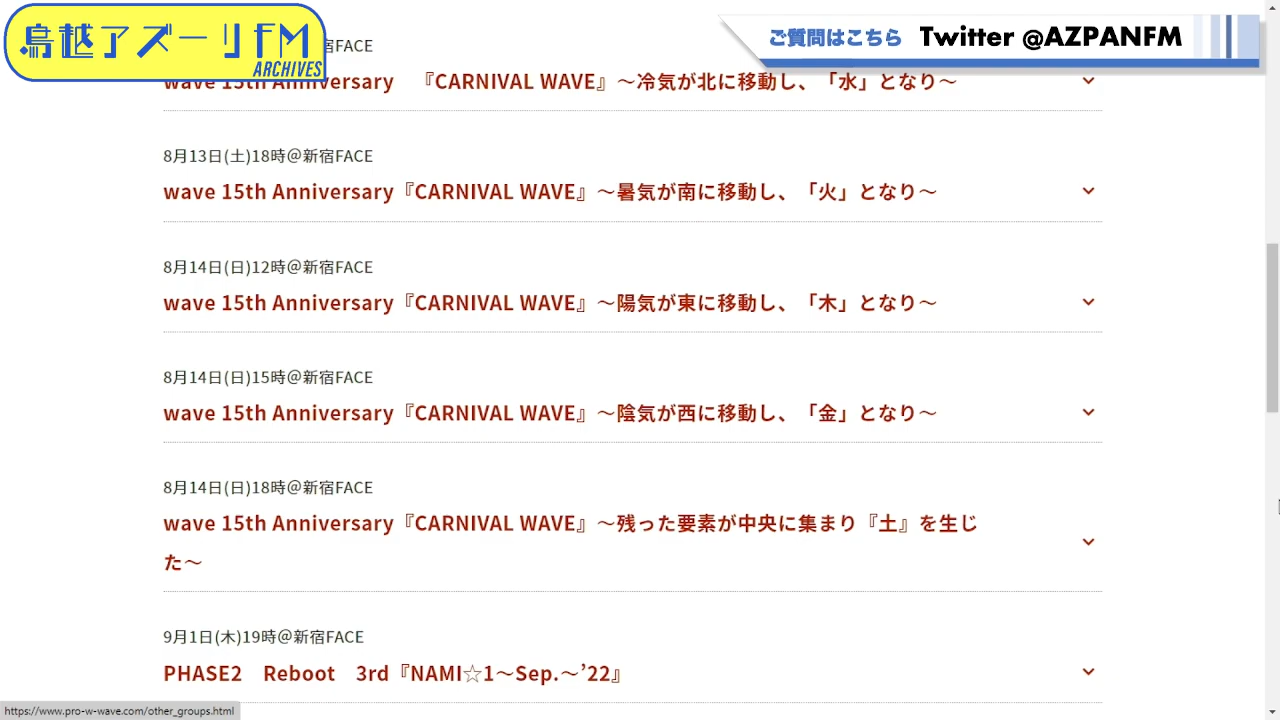 鳥越アズーリFM
ARCHIVES
ご質問はこちら Twitter @AZPANFM
宿FACE
wave 15th Anniversary 『CARNIVAL WAVE』～冷気が北に移動し、「水」となり～
8月13日(土)18時＠新宿FACE
wave 15th Anniversary『CARNIVAL WAVE』～暑気が南に移動し、「火」となり～
8月14日(日)12時＠新宿FACE
wave 15th Anniversary『CARNIVAL WAVE』～陽気が東に移動し、「木」となり～
8月14日(日)15時＠新宿FACE
wave 15th Anniversary『CARNIVAL WAVE』～陰気が西に移動し、「金」となり～
8月14日(日)18時＠新宿FACE
wave 15th Anniversary『CARNIVAL WAVE』～残った要素が中央に集まり『土』を生じ
た～
9月1日(木)19時＠新宿FACE
PHASE2　Reboot　3rd『NAMI☆1～Sep.～’22』
https://www.pro-w-wave.com/other_groups.html